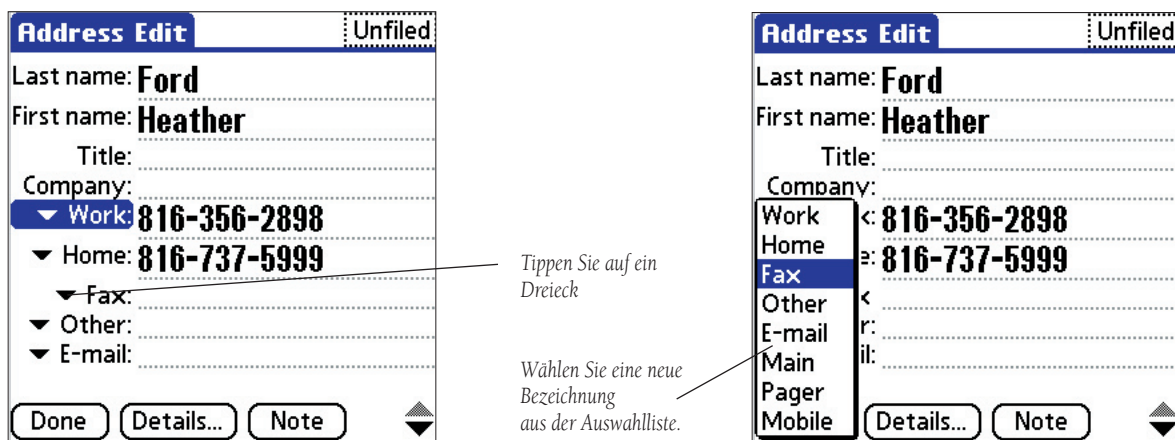 Address Edit Unfiled
Last name: Ford
First name: Heather
Title:
Company:
Work: 816-356-2898
Home: 816-737-5999
Fax:
Other:
E-mail:
Done Details... Note
Tippen Sie auf ein
Dreieck
Wählen Sie eine neue
Bezeichnung
aus der Auswahlliste.
Address Edit Unfiled
Last name: Ford
First name: Heather
Title:
Company:
Work k: 816-356-2898
Home e: 816-737-5999
Fax x
Other r:
E-mail il:
Main
Pager
Mobile Details... Note